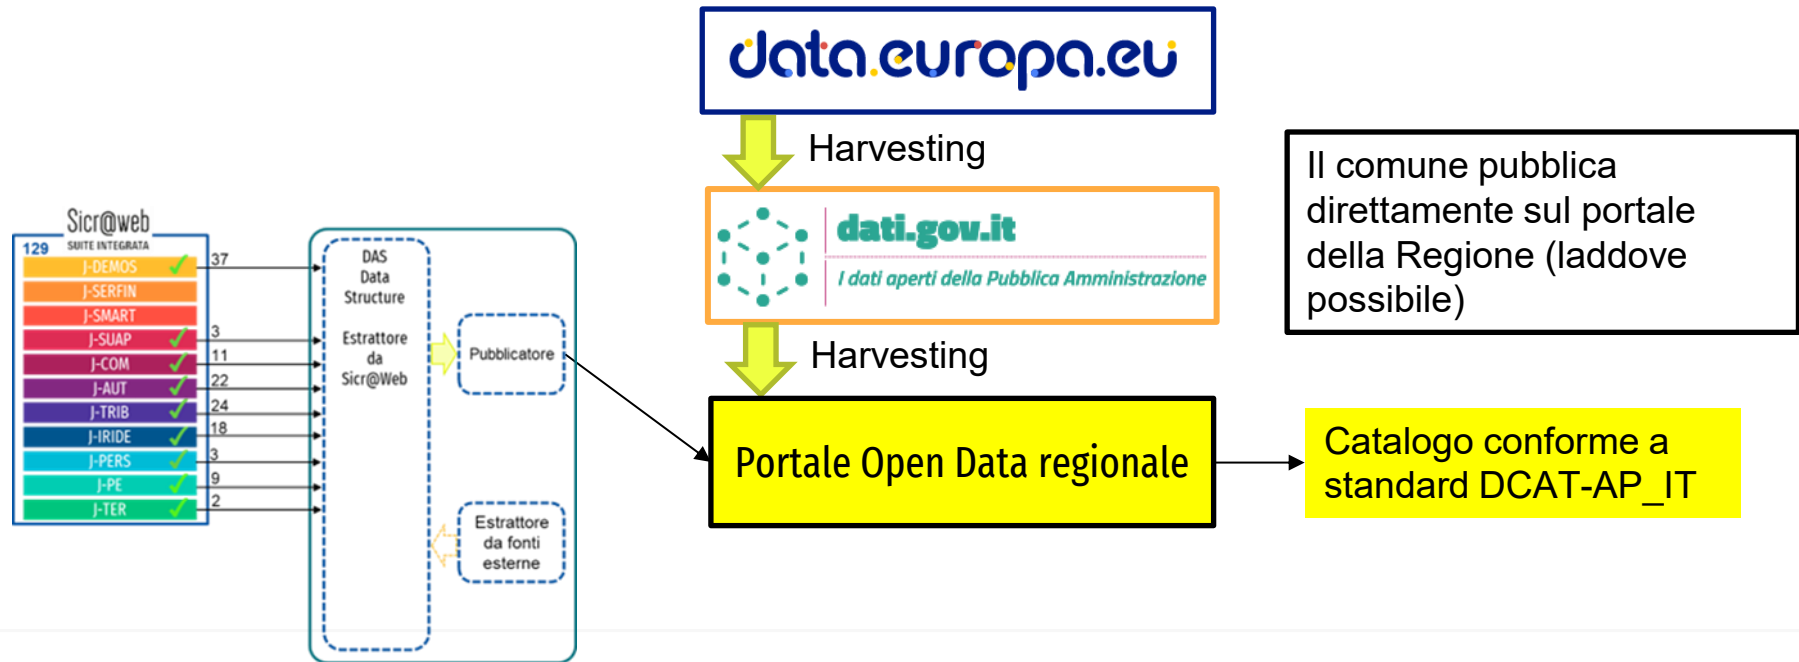 data.europa.eu
Harvesting
dati.gov.it
I dati aperti della Pubblica Amministrazione
Harvesting
Il comune pubblica
direttamente sul portale
della Regione (laddove
possibile)
Sicr@web
SUITE INTEGRATA
129
J-DEMOS
37
J-SERFIN
J-SMART
J-SUAP
3
J-COM
11
J-AUT
22
J-TRIB
24
J-IRIDE
18
J-PERS
3
J-PE
9
J-TER
2
DAS
Data
Structure
Estrattore
da
Sicr@Web
Pubblicatore
Estrattore
da fonti
esterne
Portale Open Data regionale
Catalogo conforme a
standard DCAT-AP_IT